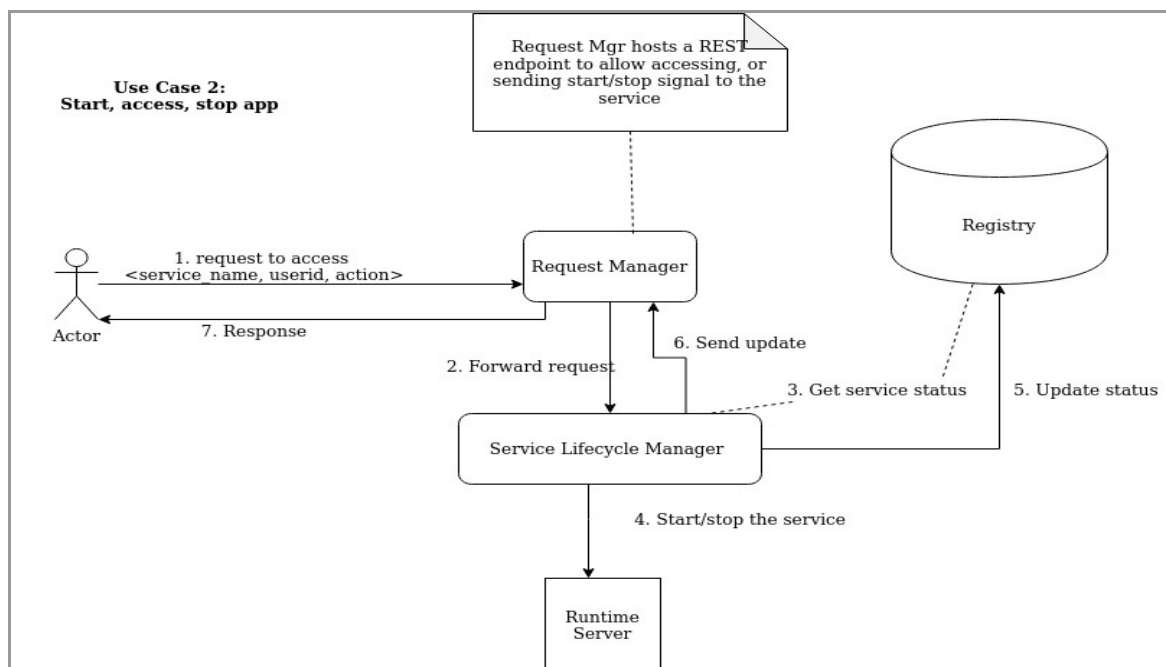 Request Mgr hosts a REST
endpoint to allow accessing, or
sending start/stop signal to the
service
Use Case 2:
Start, access, stop app
Registry
1. request to access
<service_name, userid, action>
Request Manager
Actor
7. Response
6. Send update
2. Forward request
3. Get service status
5. Update status
Service Lifecycle Manager
4. Start/stop the service
Runtime
Server